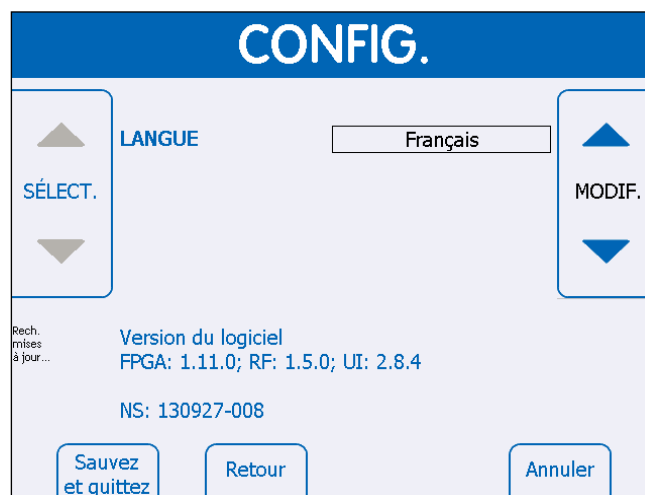 CONFIG.
LANGUE
Français
SÉLECT.
MODIF.
Rech.
mises
à jour...
Version du logiciel
FPGA: 1.11.0; RF: 1.5.0; UI: 2.8.4
NS: 130927-008
Sauvez
et quittez
Retour
Annuler